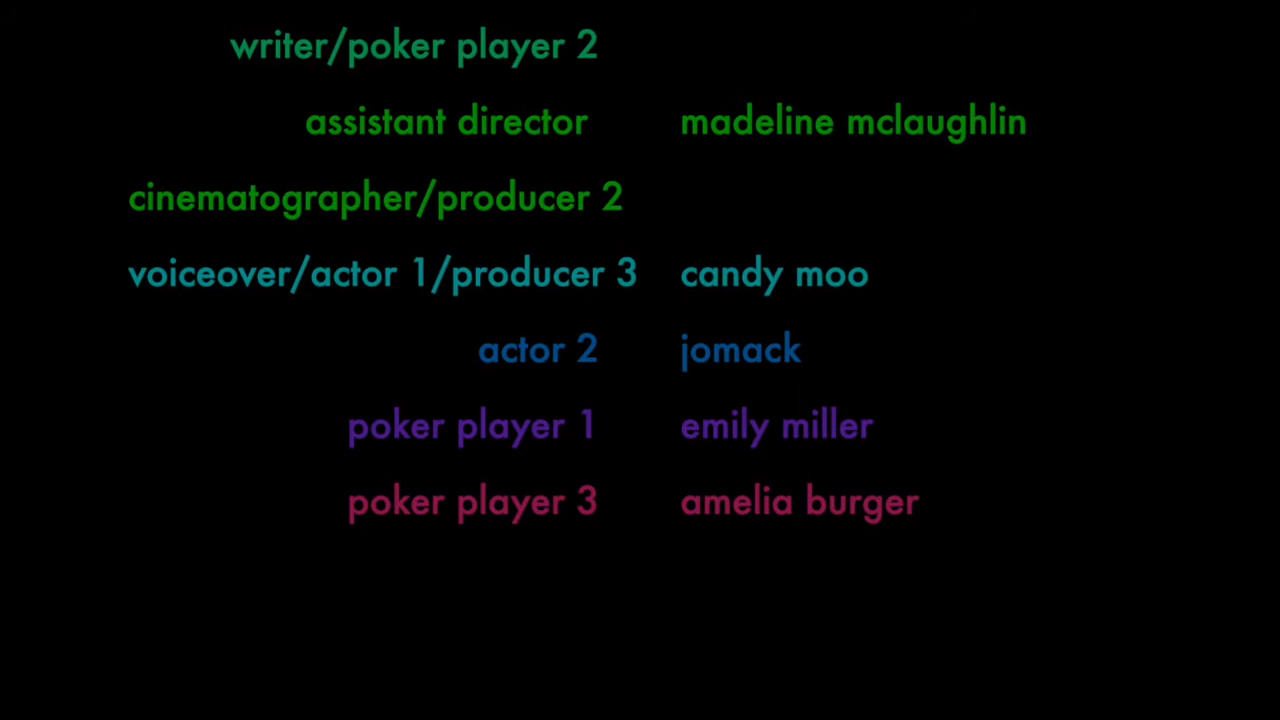 writer/poker player 2
assistant director madeline mclaughlin
cinematographer/producer 2
voiceover/actor 1/producer 3 candy moo
actor 2 jomack
poker player 1 emily miller
poker player 3 amelia burger